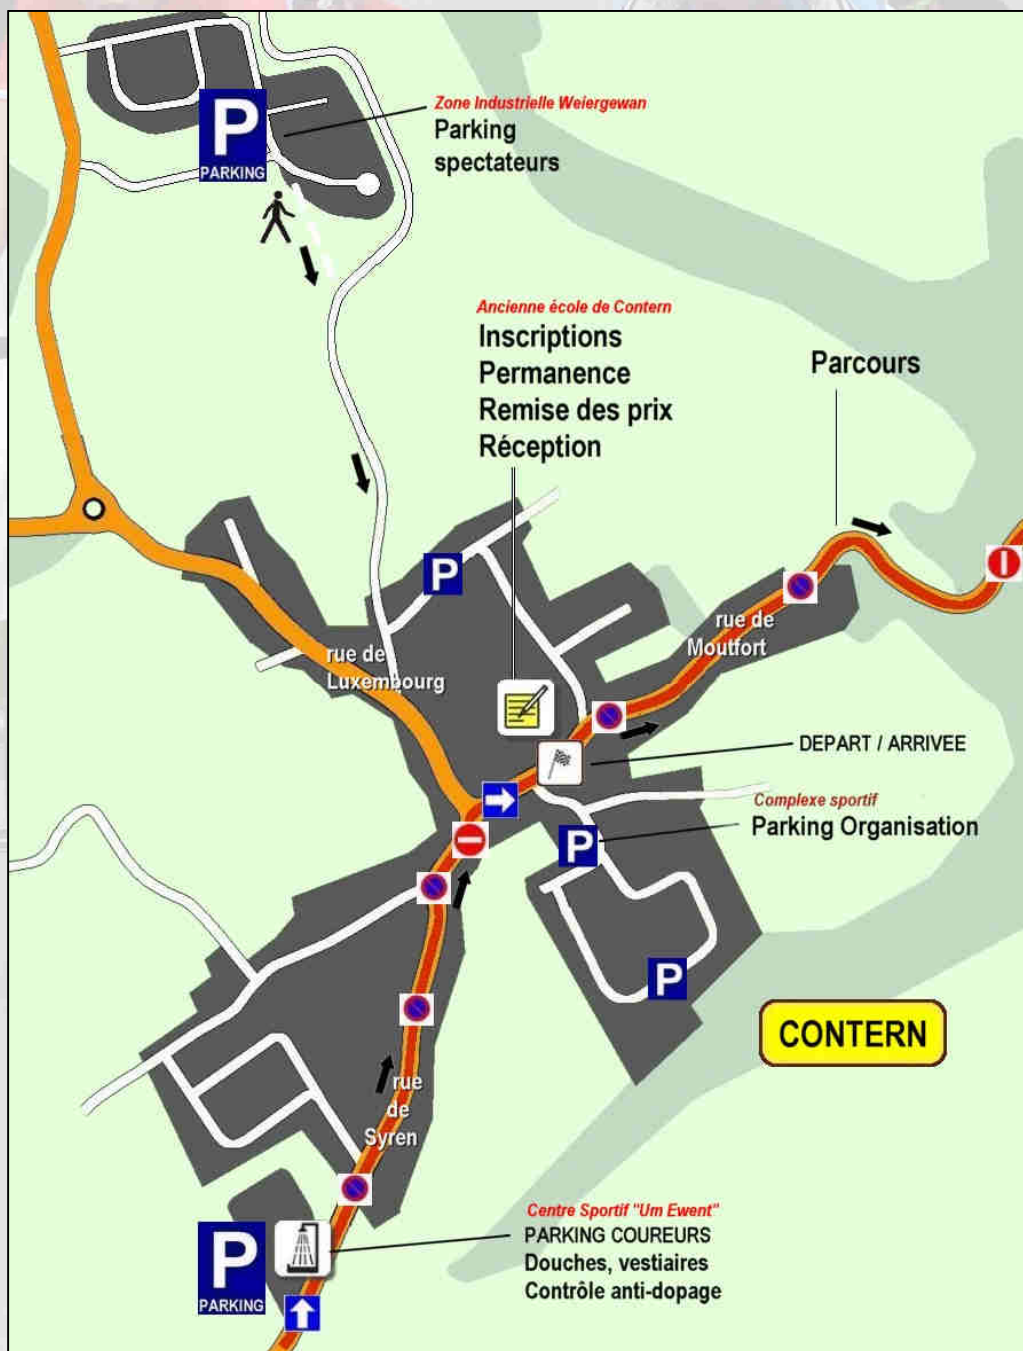 Zone Industrielle Weiergewan
Parking
spectateurs
P
PARKING
Ancienne école de Contern
Inscriptions
Permanence
Remise des prix
Réception
Parcours
P
rue de
Moutfort
rue de
Luxembourg
DEPART / ARRIVEE
Complexe sportif
Parking Organisation
P
P
CONTERN
rue
de
Syren
Centre Sportif "Um Ewent"
PARKING COUREURS
Douches, vestiaires
Contrôle anti-dopage
P
PARKING